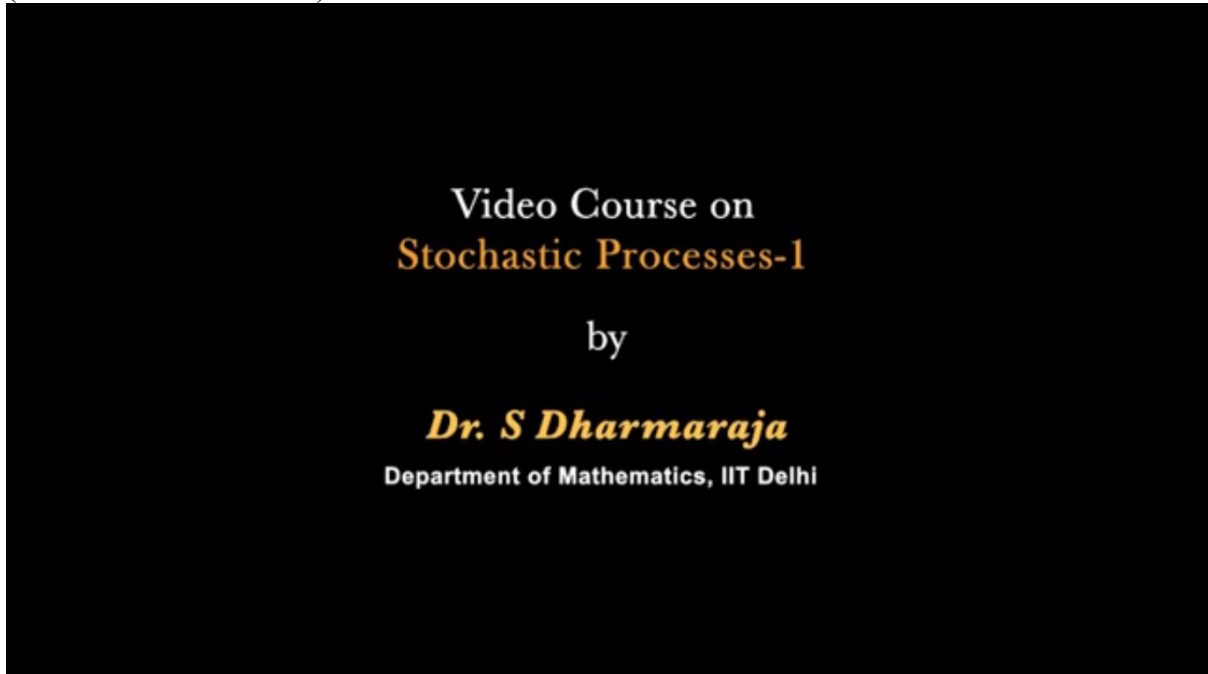 Video Course on
Stochastic Processes-1
by
Dr. S Dharmaraja
Department of Mathematics, IIT Delhi